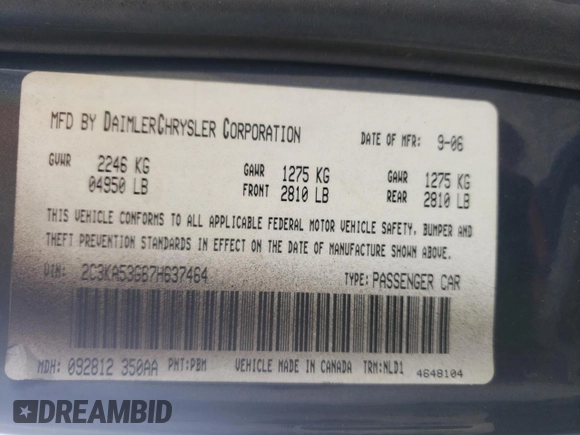 MFD BY DAIMLERCHRYSLER CORPORATION DATE OF MFR: 9-06
GVWR 2246 KG GAWR 1275 KG GAWR 1275 KG
04950 LB FRONT 2810 LB REAR 2810 LB
THIS VEHICLE CONFORMS TO ALL APPLICABLE FEDERAL MOTOR VEHICLE SAFETY, BUMPER AND
THEFT PREVENTION STANDARDS IN EFFECT ON THE DATE OF MANUFACTURE SHOWN ABOVE.
VIN: 2C3KA53G67H637464 TYPE: PASSENGER CAR
MDH: 092812 350AA PNT:PBM VEHICLE MADE IN CANADA TRM:NLD1
4648104
DREAMBID